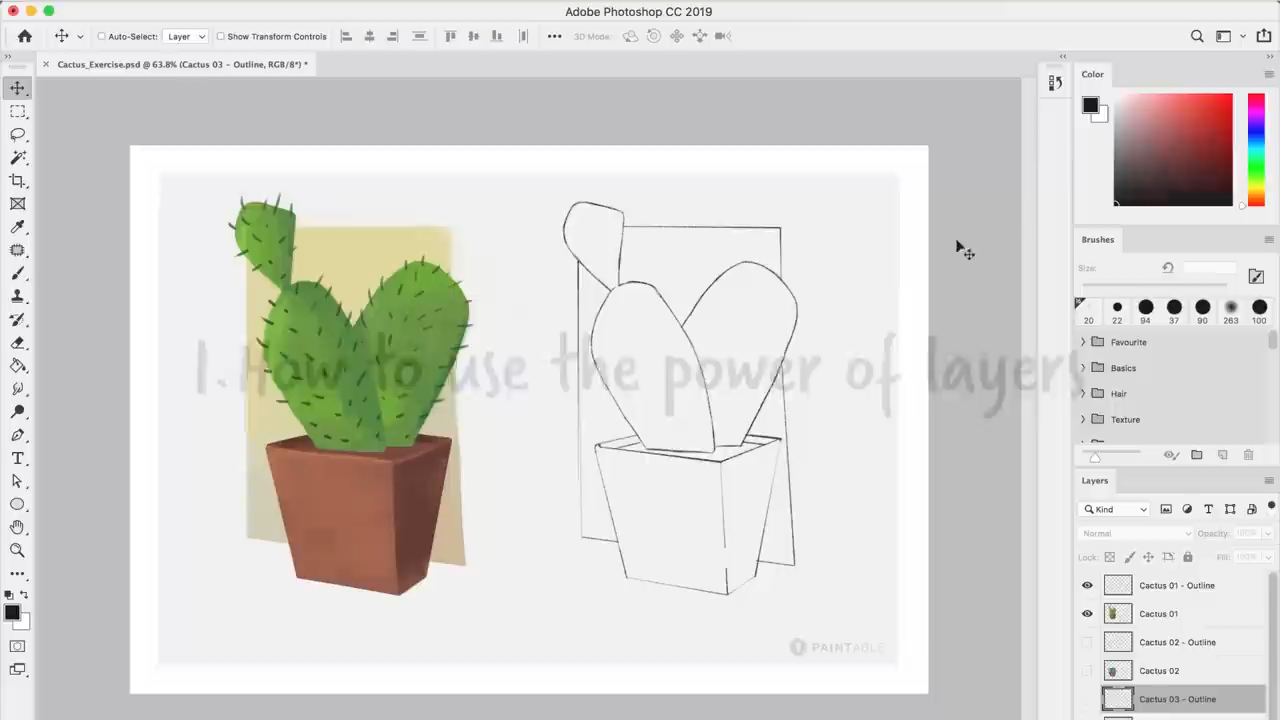 Adobe Photoshop CC 2019
Auto-Select:
Layer
Show Transform Controls
3D Mode:
Cactus_Exercise.psd @ 63.8% (Cactus 03 - Outline, RGB/8*) *
Color
Brushes
Size:
20 22 94 37 90 263 100
1. How to use the power of layers
Favourite
Basics
Hair
Texture
Layers
Kind
Normal
Opacity: 100%
Lock:
Fill: 100%
Cactus 01 - Outline
Cactus 01
Cactus 02 - Outline
Cactus 02
Cactus 03 - Outline
PAINTABLE